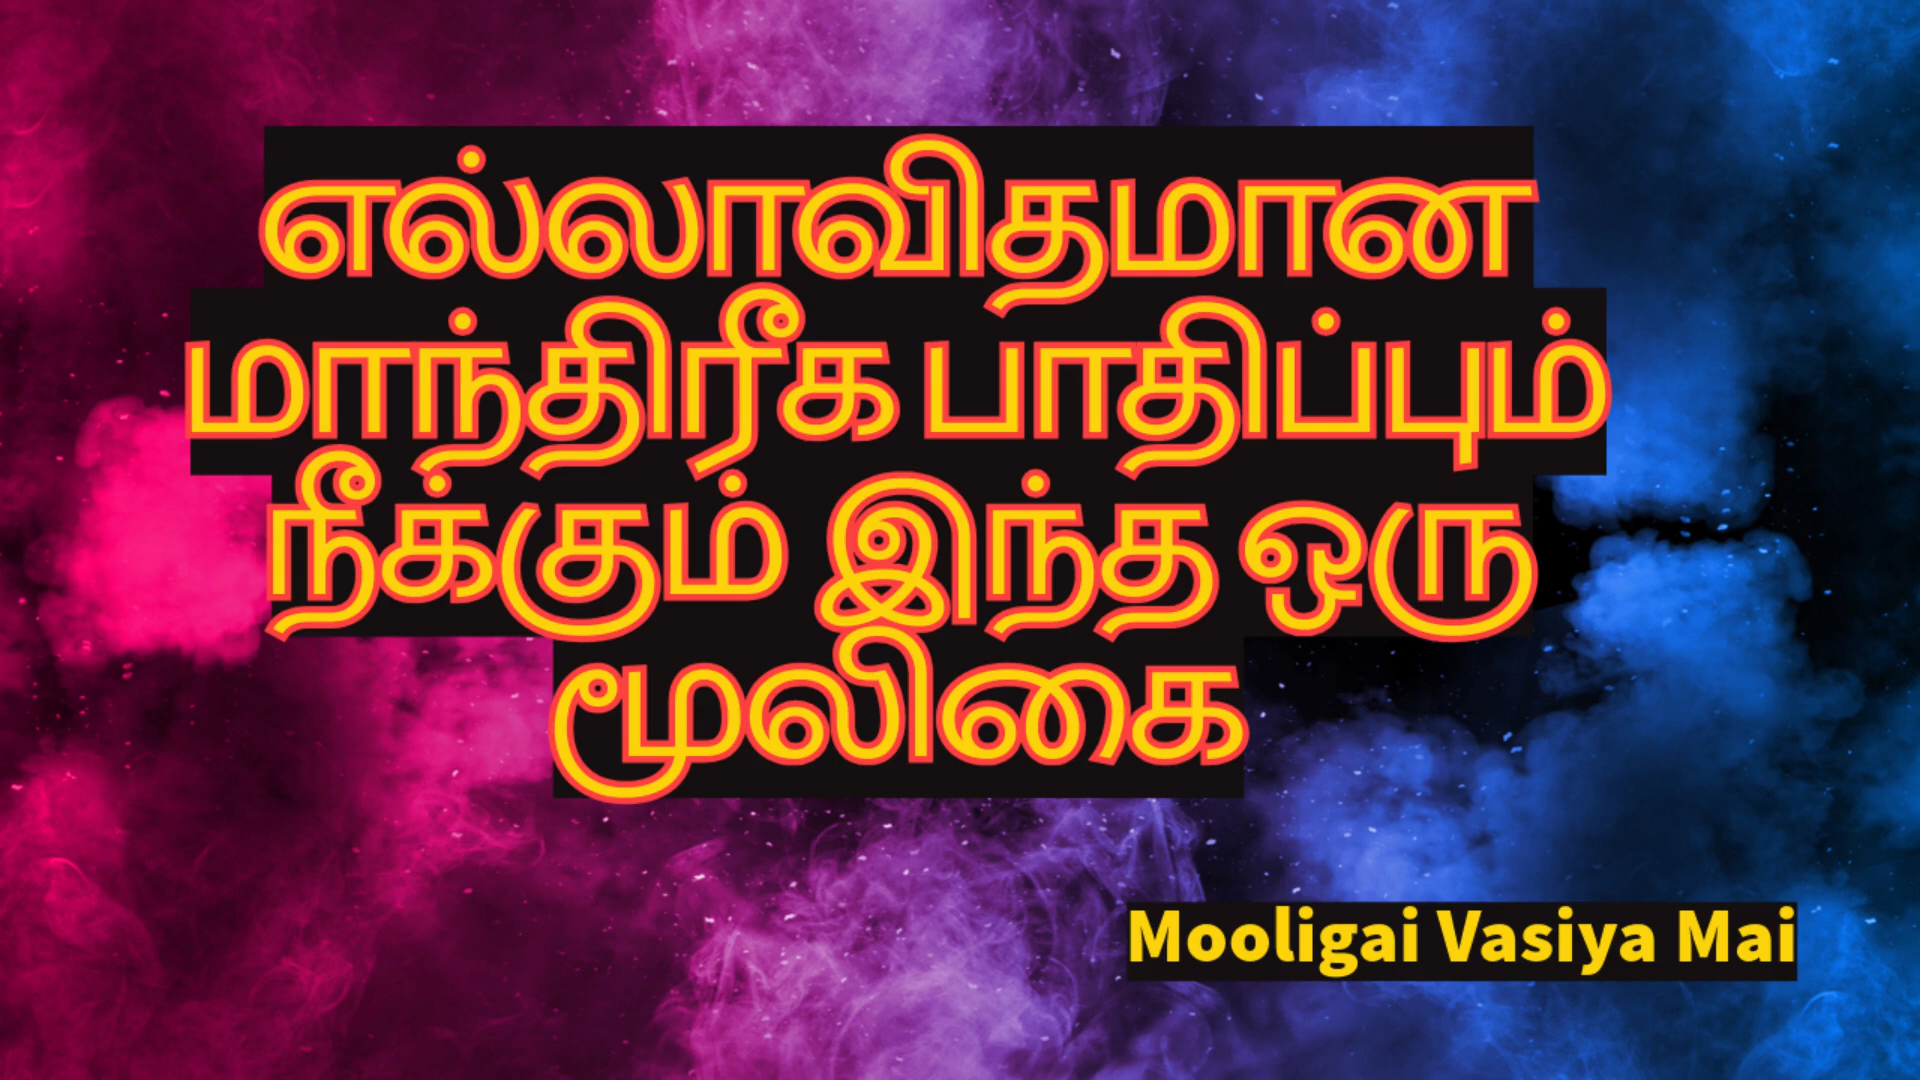 எல்லாவிதமான
மாந்திரீக பாதிப்பும்
நீக்கும் இந்த ஒரு
மூலிகை
Mooligai Vasiya Mai